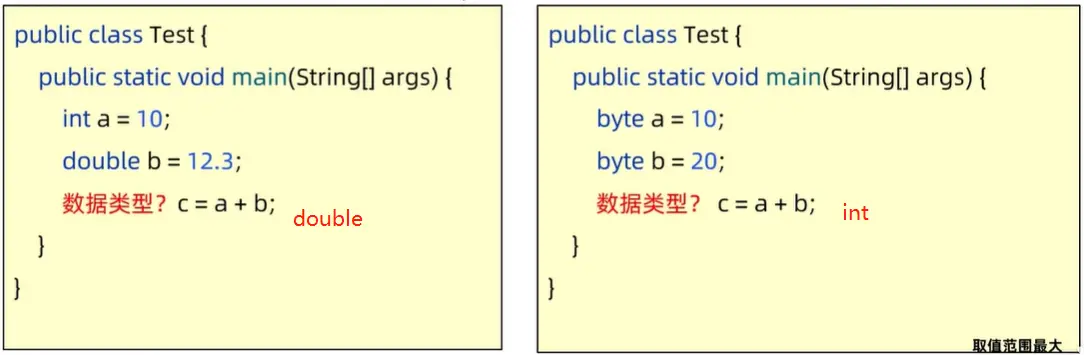 public class Test {
public static void main(String[] args) {
int a = 10;
double b = 12.3;
数据类型？ c = a + b;
double
}
}
public class Test {
public static void main(String[] args) {
byte a = 10;
byte b = 20;
数据类型？ c = a + b;
int
}
}
取值范围最大